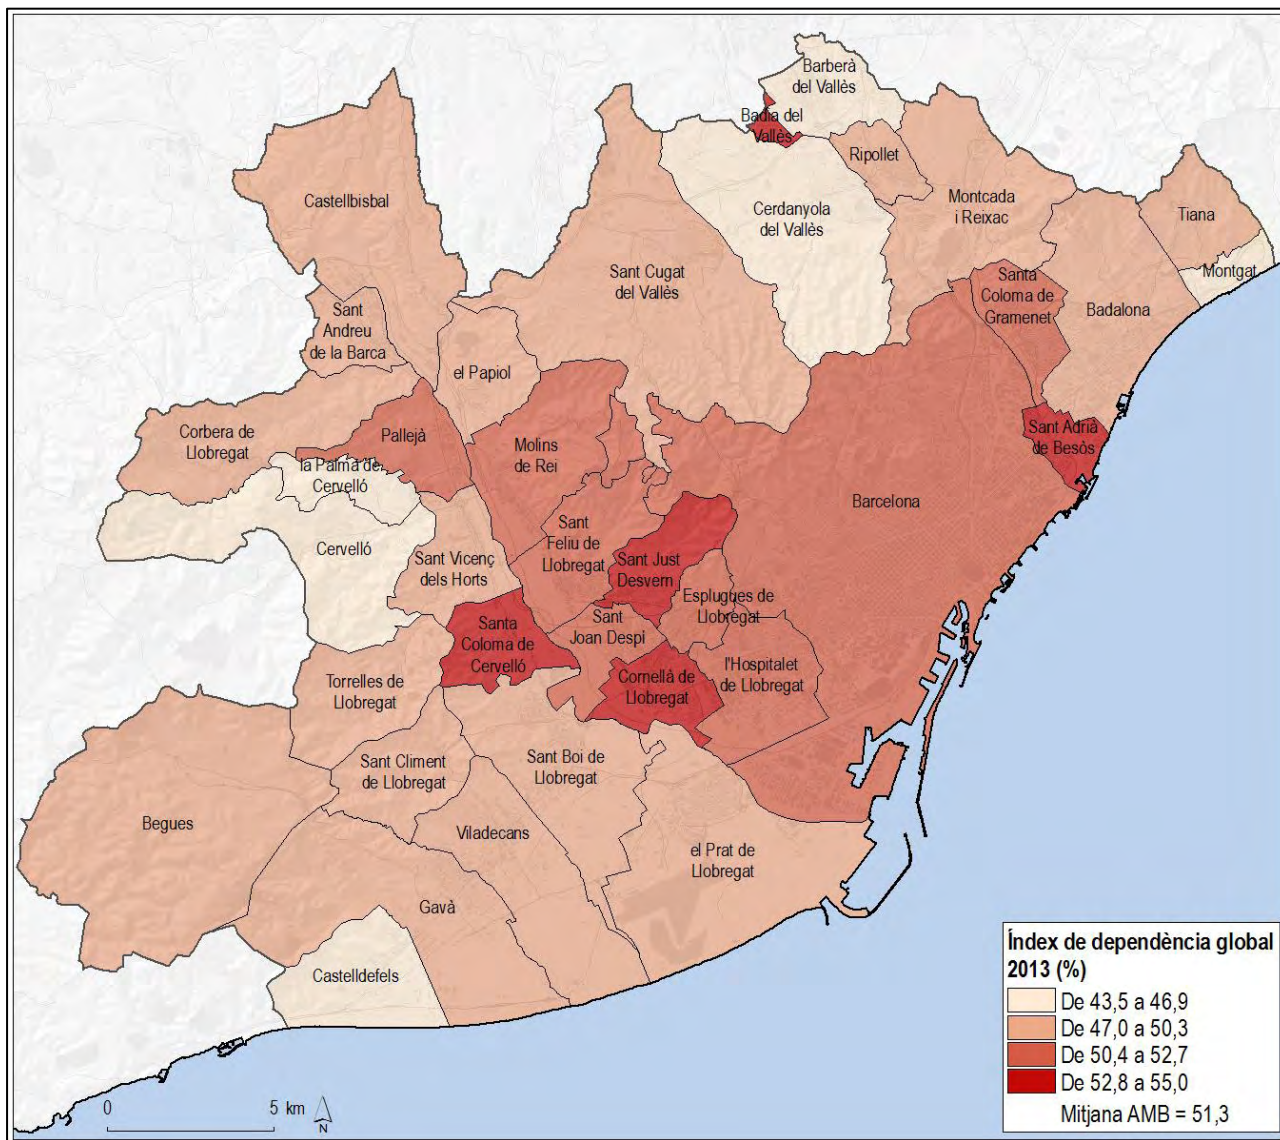 Barberà
del Vallès
Badia del
Vallès
Ripollet
Castellbisbal
Cerdanyola
del Vallès
Montcada
i Reixac
Tiana
Montgat
Sant Cugat
del Vallès
Santa
Coloma de
Gramenet
Badalona
Sant
Andreu
de la Barca
el Papiol
Corbera de
Llobregat
Pallejà
Molins
de Rei
Sant Adrià
de Besòs
la Palma de
Cervelló
Barcelona
Cervelló
Sant Vicenç
dels Horts
Sant
Feliu de
Llobregat
Sant Just
Desvern
Esplugues de
Llobregat
Santa
Coloma de
Cervelló
Sant
Joan Despi
l'Hospitalet
de Llobregat
Cornellà de
Llobregat
Torrelles de
Llobregat
Sant Climent
de Llobregat
Sant Boi de
Llobregat
Begues
Viladecans
el Prat de
Llobregat
Gavà
Castelldefels
Índex de dependència global
2013 (%)
De 43,5 a 46,9
De 47,0 a 50,3
De 50,4 a 52,7
De 52,8 a 55,0
Mitjana AMB = 51,3
0 5 km
N